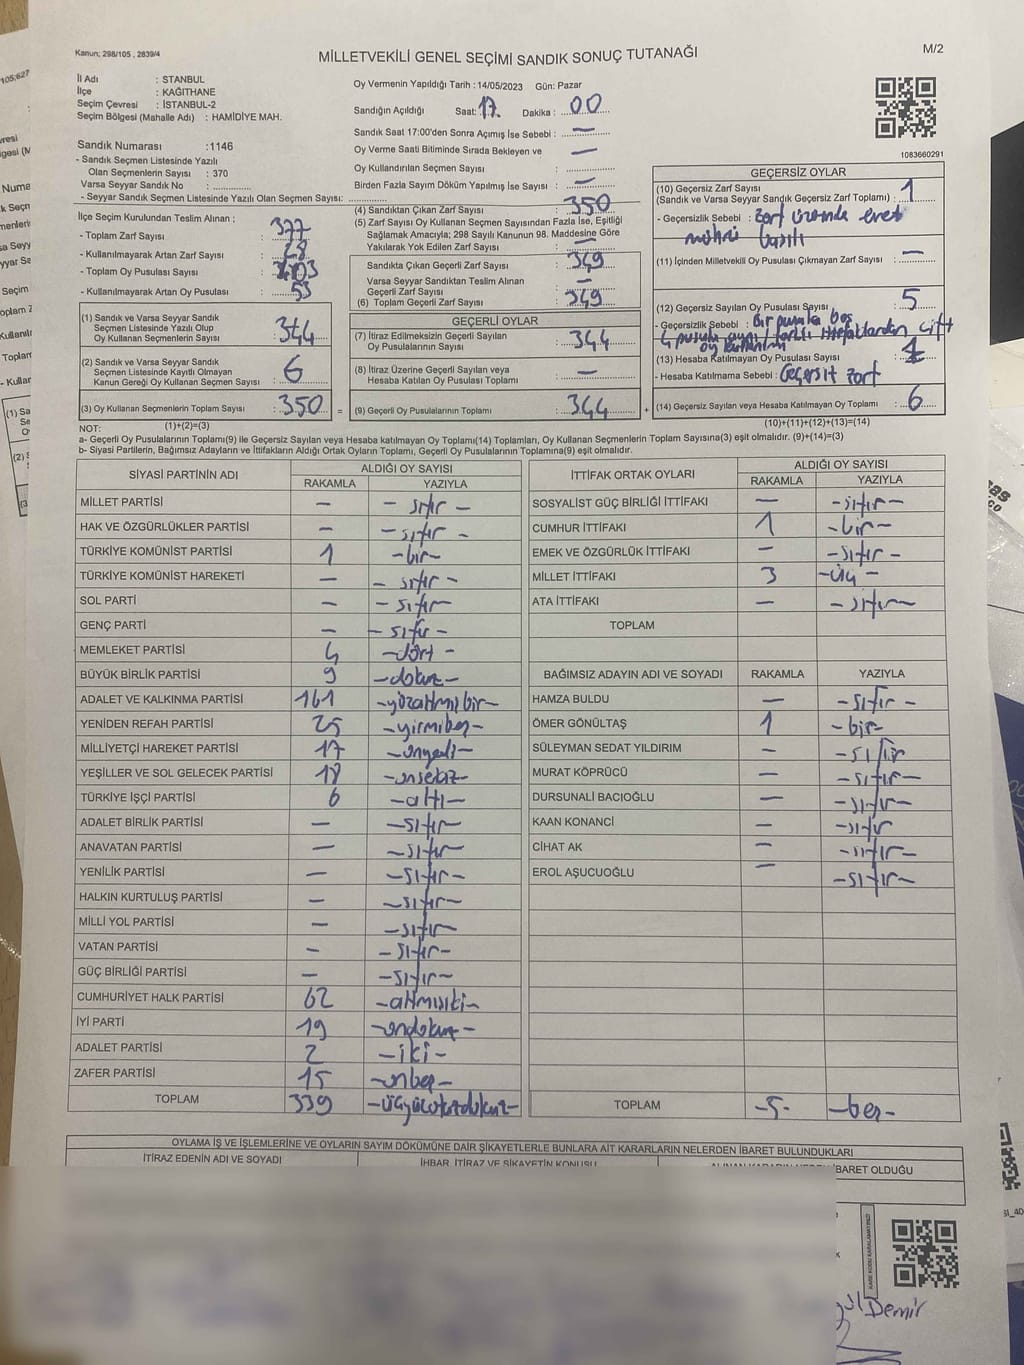 Kanun; 298/105 , 2839/4
MİLLETVEKİLİ GENEL SEÇİMİ SANDIK SONUÇ TUTANAĞI
M/2
İl Adı : STANBUL
İlçe : KAĞITHANE
Seçim Çevresi : İSTANBUL-2
Seçim Bölgesi (Mahalle Adı) : HAMİDİYE MAH.
Sandık Numarası :1146
- Sandık Seçmen Listesinde Yazılı
Olan Seçmenlerin Sayısı : 370
Varsa Seyyar Sandık No : ..............
- Seyyar Sandık Seçmen Listesinde Yazılı Olan Seçmen Sayısı: ..............
İlçe Seçim Kurulundan Teslim Alınan ;
- Toplam Zarf Sayısı : 377
- Kullanılmayarak Artan Zarf Sayısı : 28
- Toplam Oy Pusulası Sayısı :
- Kullanılmayarak Artan Oy Pusulası : 53
(1) Sandık ve Varsa Seyyar Sandık
Seçmen Listesinde Yazılı Olup
Oy Kullanan Seçmenlerin Sayısı : 344
(2) Sandık ve Varsa Seyyar Sandık
Seçmen Listesinde Kayıtlı Olmayan
Kanun Gereği Oy Kullanan Seçmen Sayısı : 6
(3) Oy Kullanan Seçmenlerin Toplam Sayısı : 350 =
(1)+(2)=(3)
Oy Vermenin Yapıldığı Tarih : 14/05/2023 Gün: Pazar
Sandığın Açıldığı Saat: 17 Dakika : 00
Sandık Saat 17:00'den Sonra Açımış İse Sebebi : —
Oy Verme Saati Bitiminde Sırada Bekleyen ve —
Oy Kullandırılan Seçmen Sayısı :
Birden Fazla Sayım Döküm Yapılmış İse Sayısı : —
(4) Sandıktan Çıkan Zarf Sayısı : 350
(5) Zarf Sayısı Oy Kullanan Seçmen Sayısından Fazla İse, Eşitliği
Sağlamak Amacıyla; 298 Sayılı Kanunun 98. Maddesine Göre
Yakılarak Yok Edilen Zarf Sayısı : —
Sandıkta Çıkan Geçerli Zarf Sayısı : 349
Varsa Seyyar Sandıktan Teslim Alınan
Geçerli Zarf Sayısı :
(6) Toplam Geçerli Zarf Sayısı : 349
GEÇERLİ OYLAR
(7) İtiraz Edilmeksizin Geçerli Sayılan
Oy Pusulalarının Sayısı : 344
(8) İtiraz Üzerine Geçerli Sayılan veya
Hesaba Katılan Oy Pusulası Toplamı : —
(9) Geçerli Oy Pusulalarının Toplamı : 344 +
1083660291
GEÇERSİZ OYLAR
(10) Geçersiz Zarf Sayısı
(Sandık ve Varsa Seyyar Sandık Geçersiz Zarf Toplamı) : 1
- Geçersizlik Sebebi : Zarf üzerinde evet
mührü basılı
(11) İçinden Milletvekili Oy Pusulası Çıkmayan Zarf Sayısı : —
(12) Geçersiz Sayılan Oy Pusulası Sayısı : 5
- Geçersizlik Sebebi : Bir pusula boş
4 pusula aynı/farklı ittifaklardan çift
oy kullanımı
(13) Hesaba Katılmayan Oy Pusulası Sayısı : 1
- Hesaba Katılmama Sebebi : Geçersiz zarf
(14) Geçersiz Sayılan veya Hesaba Katılmayan Oy Toplamı : 6
(10)+(11)+(12)+(13)=(14)
NOT:
a- Geçerli Oy Pusulalarının Toplamı(9) ile Geçersiz Sayılan veya Hesaba katılmayan Oy Toplamı(14) Toplamları, Oy Kullanan Seçmenlerin Toplam Sayısına(3) eşit olmalıdır. (9)+(14)=(3)
b- Siyasi Partilerin, Bağımsız Adayların ve İttifakların Aldığı Ortak Oyların Toplamı, Geçerli Oy Pusulalarının Toplamına(9) eşit olmalıdır.
SİYASİ PARTİNİN ADI ALDIĞI OY SAYISI
RAKAMLA YAZIYLA
MİLLET PARTİSİ — - sıfır -
HAK VE ÖZGÜRLÜKLER PARTİSİ — - sıfır -
TÜRKİYE KOMÜNİST PARTİSİ 1 - bir -
TÜRKİYE KOMÜNİST HAREKETİ — - sıfır -
SOL PARTİ — - sıfır -
GENÇ PARTİ — - sıfır -
MEMLEKET PARTİSİ 4 - dört -
BÜYÜK BİRLİK PARTİSİ 9 - dokuz -
ADALET VE KALKINMA PARTİSİ 161 - yüzaltmışbir -
YENİDEN REFAH PARTİSİ 25 - yirmibeş -
MİLLİYETÇİ HAREKET PARTİSİ 17 - onyedi -
YEŞİLLER VE SOL GELECEK PARTİSİ 18 - onsekiz -
TÜRKİYE İŞÇİ PARTİSİ 6 - altı -
ADALET BİRLİK PARTİSİ — - sıfır -
ANAVATAN PARTİSİ — - sıfır -
YENİLİK PARTİSİ — - sıfır -
HALKIN KURTULUŞ PARTİSİ — - sıfır -
MİLLİ YOL PARTİSİ — - sıfır -
VATAN PARTİSİ — - sıfır -
GÜÇ BİRLİĞİ PARTİSİ — - sıfır -
CUMHURİYET HALK PARTİSİ 62 - altmışiki -
İYİ PARTİ 19 - ondokuz -
ADALET PARTİSİ 2 - iki -
ZAFER PARTİSİ 15 - onbeş -
TOPLAM 339 - üçyüzotuzdokuz -
İTTİFAK ORTAK OYLARI ALDIĞI OY SAYISI
RAKAMLA YAZIYLA
SOSYALİST GÜÇ BİRLİĞİ İTTİFAKI — - sıfır -
CUMHUR İTTİFAKI 1 - bir -
EMEK VE ÖZGÜRLÜK İTTİFAKI — - sıfır -
MİLLET İTTİFAKI 3 - üç -
ATA İTTİFAKI — - sıfır -
TOPLAM
BAĞIMSIZ ADAYIN ADI VE SOYADI RAKAMLA YAZIYLA
HAMZA BULDU — - sıfır -
ÖMER GÖNÜLTAŞ 1 - bir -
SÜLEYMAN SEDAT YILDIRIM — - sıfır
MURAT KÖPRÜCÜ — - sıfır -
DURSUNALİ BACIOĞLU — - sıfır -
KAAN KONANCİ — - sıfır
CİHAT AK — - sıfır -
EROL AŞUCUOĞLU — - sıfır -
TOPLAM - 5 - - beş -
OYLAMA İŞ VE İŞLEMLERİNE VE OYLARIN SAYIM DÖKÜMÜNE DAİR ŞİKAYETLERLE BUNLARA AİT KARARLARIN NELERDEN İBARET BULUNDUKLARI
İTİRAZ EDENİN ADI VE SOYADI İHBAR, İTİRAZ VE ŞİKAYETİN KONUSU İBARET OLDUĞU
Demir